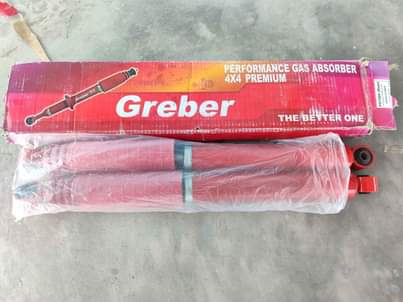 PERFORMANCE GAS ABSORBER
4X4 PREMIUM
Greber
THE BETTER ONE